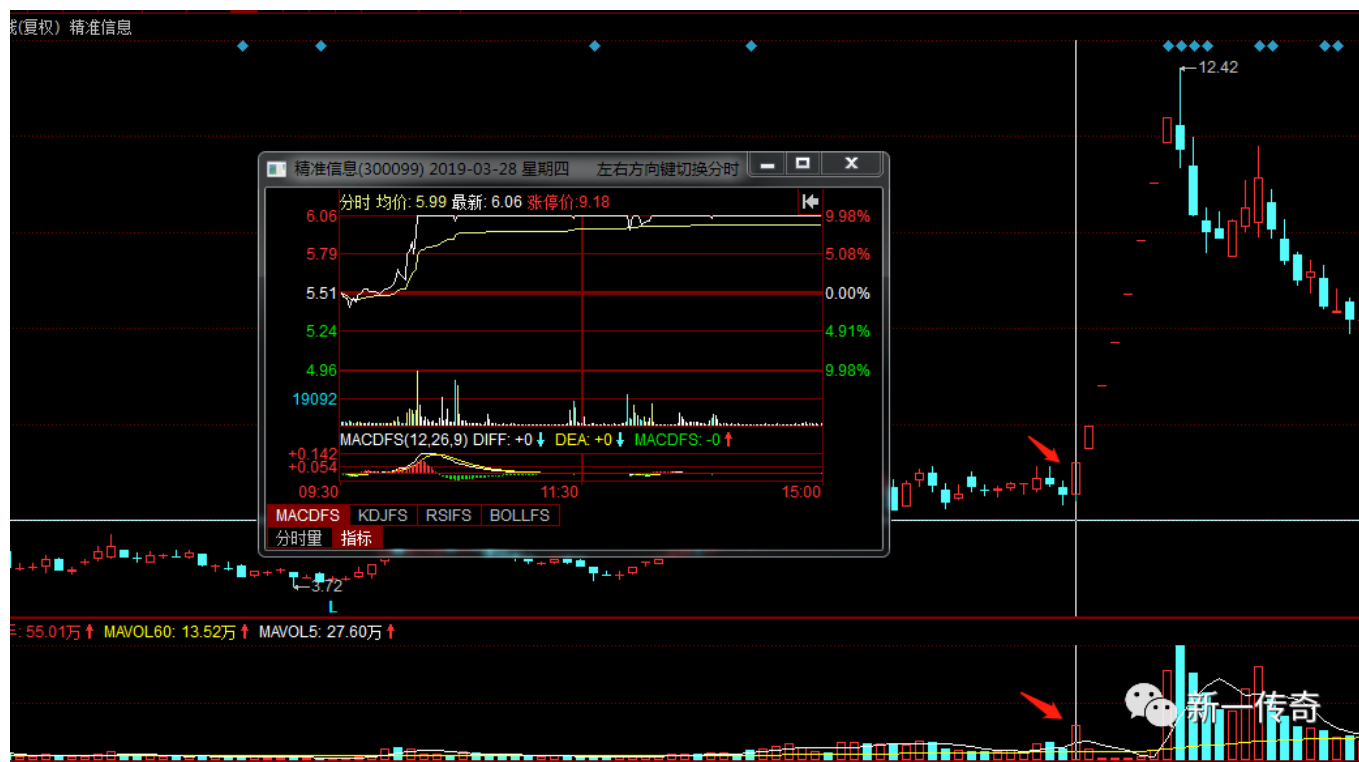 线(复权) 精准信息
12.42
精准信息(300099) 2019-03-28 星期四 左右方向键切换分时
分时 均价: 5.99 最新: 6.06 涨停价:9.18
6.06 9.98%
5.79 5.08%
5.51 0.00%
5.24 4.91%
4.96 9.98%
19092
MACDFS(12,26,9) DIFF: +0 DEA: +0 MACDFS: -0
+0.142
+0.054
09:30 11:30 15:00
MACDFS KDJFS RSIFS BOLLFS
分时量 指标
3.72
L
: 55.01万 MAVOL60: 13.52万 MAVOL5: 27.60万
新一传奇